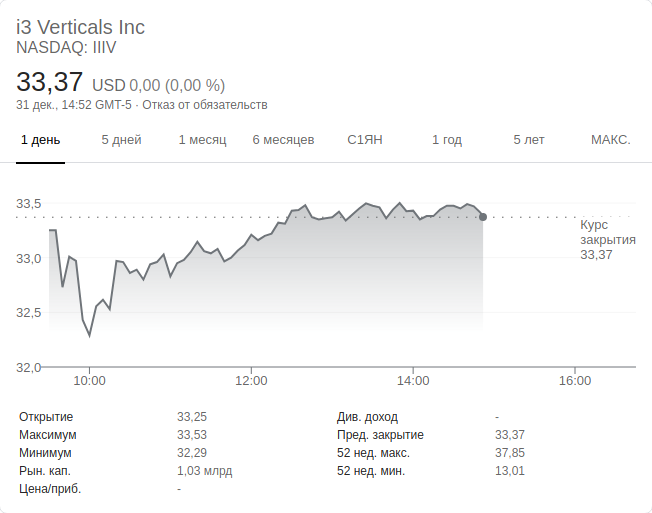 i3 Verticals Inc
NASDAQ: IIIV
33,37 USD 0,00 (0,00 %)
31 дек., 14:52 GMT-5 · Отказ от обязательств
1 день 5 дней 1 месяц 6 месяцев С1ЯН 1 год 5 лет МАКС.
33,5
33,0
32,5
32,0
Курс
закрытия
33,37
10:00 12:00 14:00 16:00
Открытие 33,25 Див. доход -
Максимум 33,53 Пред. закрытие 33,37
Минимум 32,29 52 нед. макс. 37,85
Рын. кап. 1,03 млрд 52 нед. мин. 13,01
Цена/приб. -